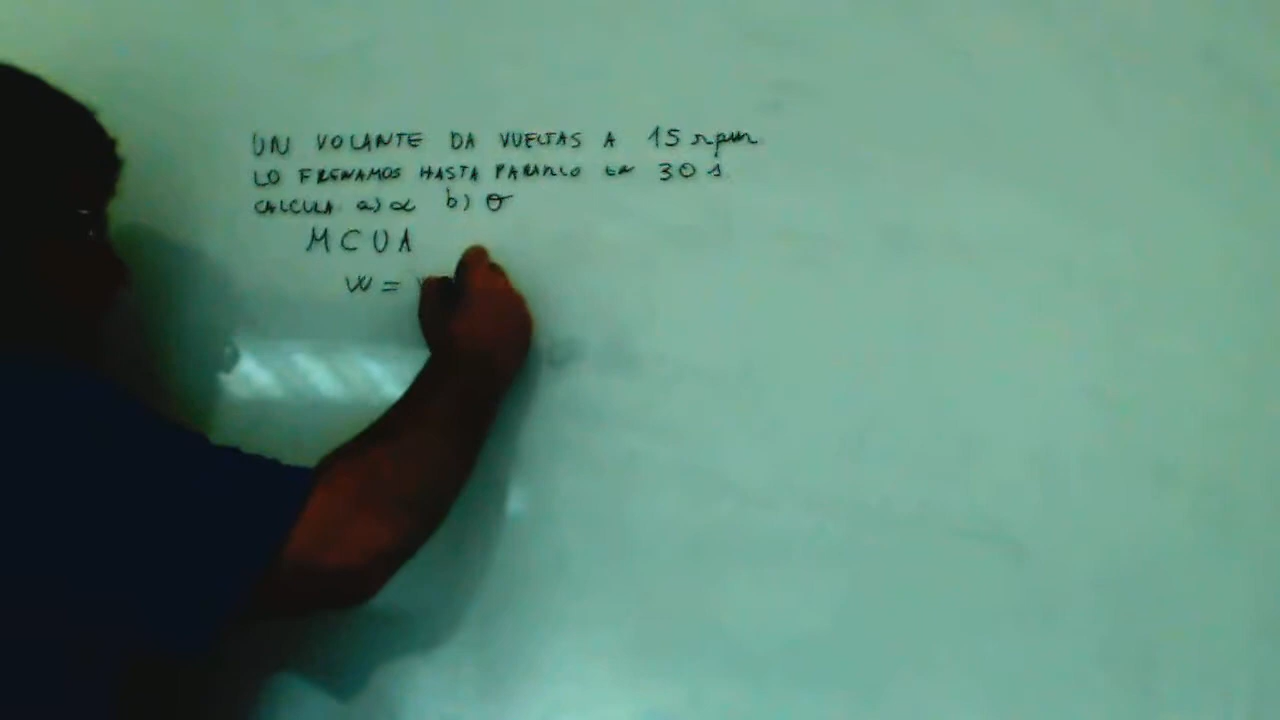 UN VOLANTE DA VUELTAS A 15 rpm
LO FRENAMOS HASTA PARARLO EN 30 s
CALCULA a) α b) θ
MCUA
W =